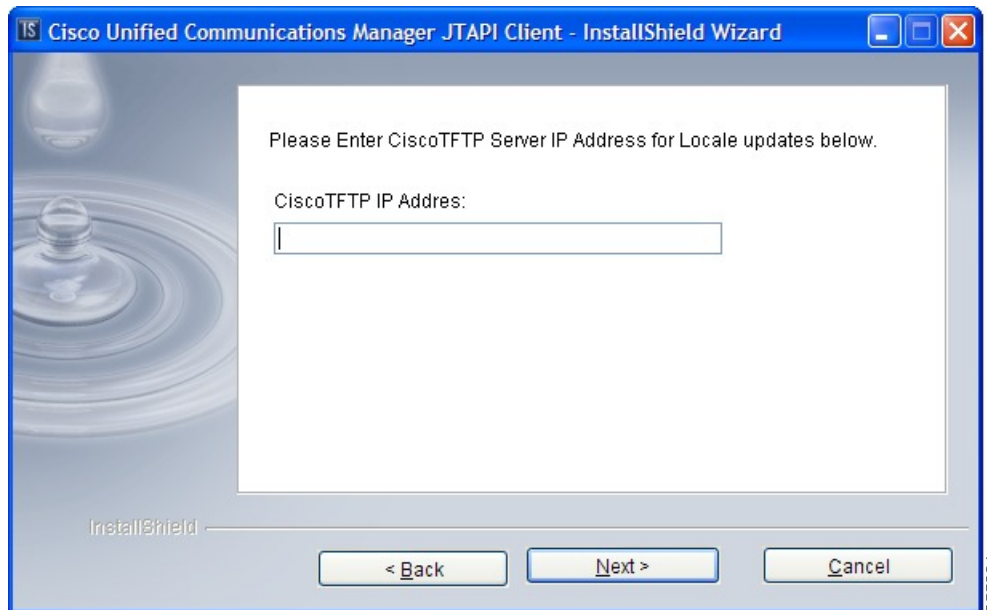 IS Cisco Unified Communications Manager JTAPI Client - InstallShield Wizard
Please Enter CiscoTFTP Server IP Address for Locale updates below.
CiscoTFTP IP Addres:
InstallShield
< Back
Next >
Cancel